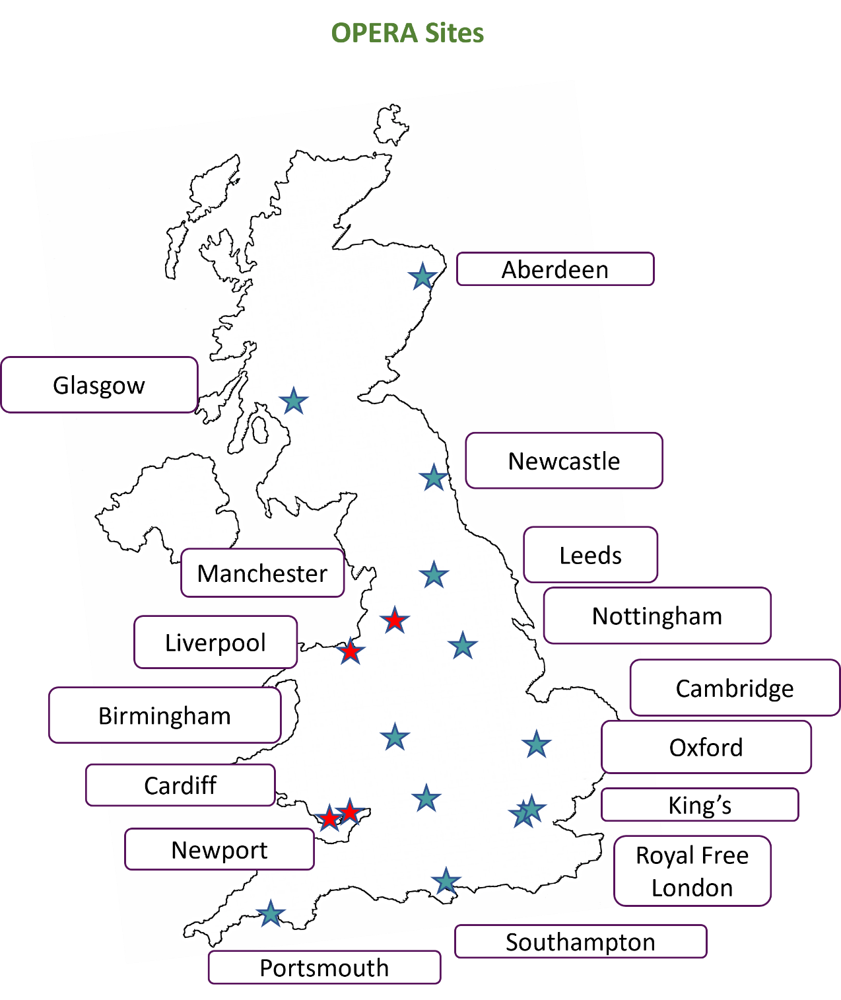 OPERA Sites
Aberdeen
Glasgow
Newcastle
Leeds
Manchester
Nottingham
Liverpool
Cambridge
Birmingham
Oxford
Cardiff
King’s
Newport
Royal Free
London
Southampton
Portsmouth